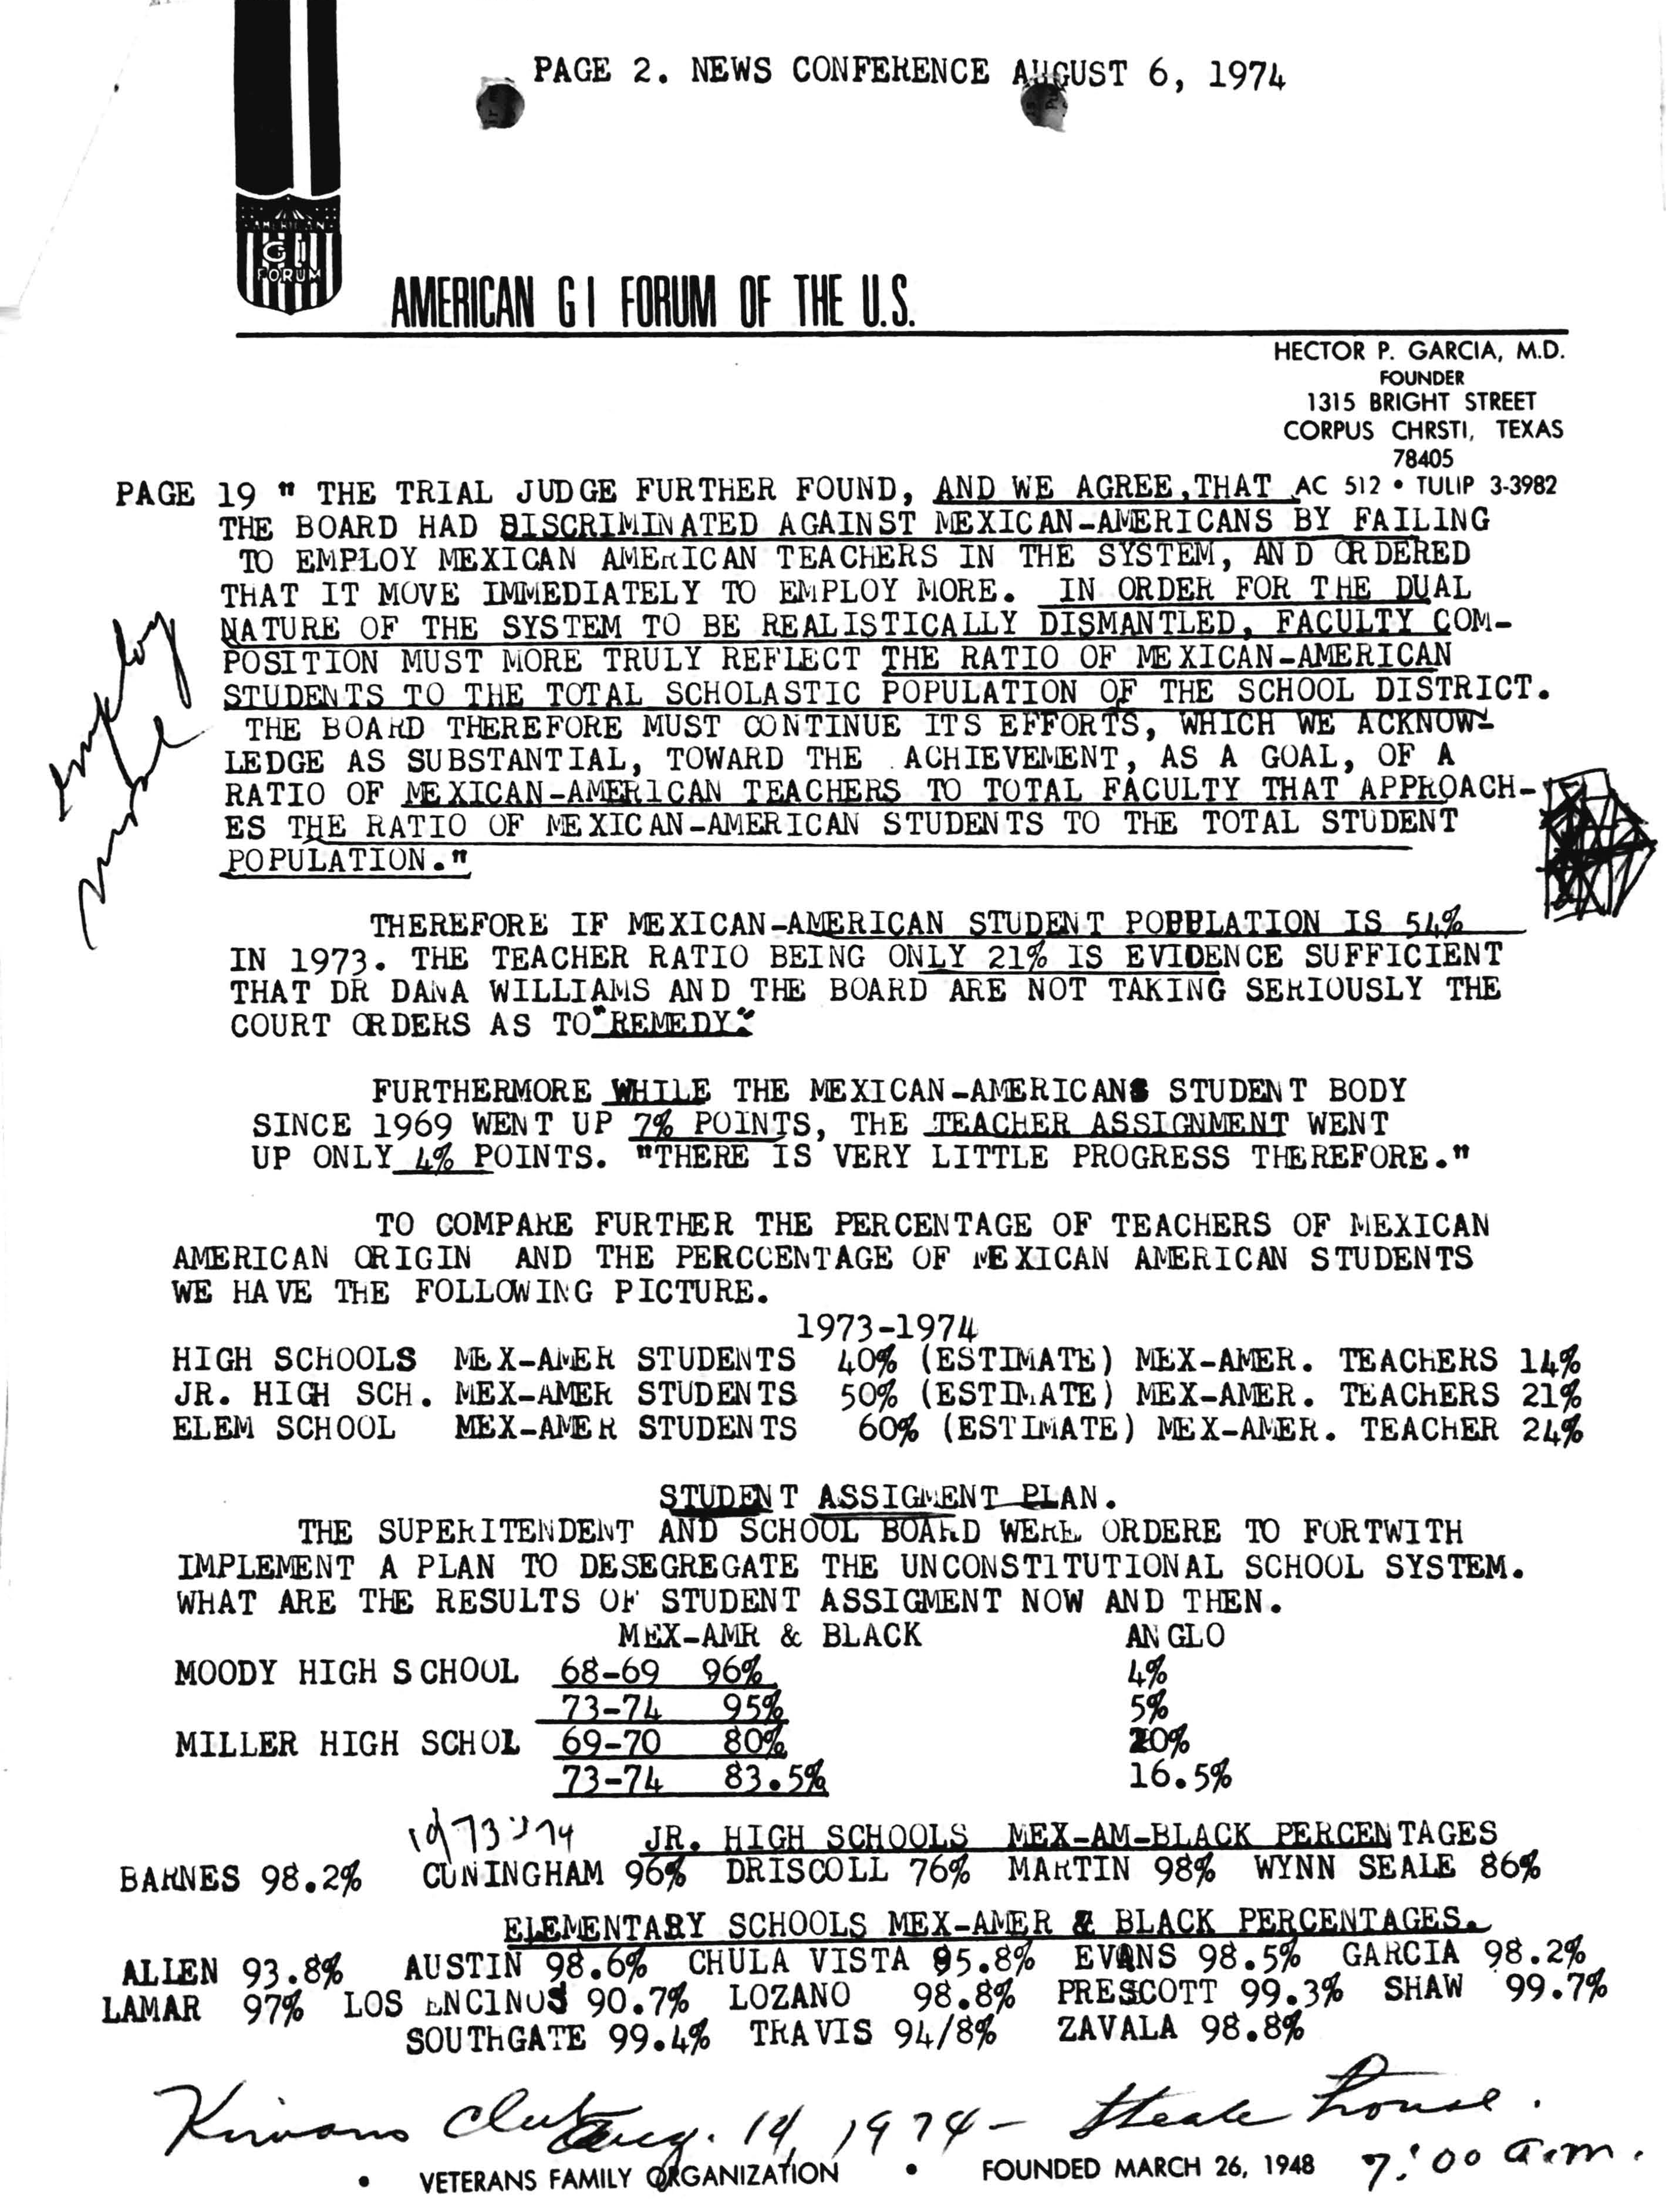 PAGE 2. NEWS CONFERENCE AUGUST 6, 1974
AMERICAN
GI
FORUM
AMERICAN G I FORUM OF THE U.S.
HECTOR P. GARCIA, M.D.
FOUNDER
1315 BRIGHT STREET
CORPUS CHRSTI, TEXAS
78405
AC 512 • TULIP 3-3982
PAGE 19 " THE TRIAL JUDGE FURTHER FOUND, AND WE AGREE,THAT
THE BOARD HAD DISCRIMINATED AGAINST MEXICAN-AMERICANS BY FAILING
TO EMPLOY MEXICAN AMERICAN TEACHERS IN THE SYSTEM, AND ORDERED
THAT IT MOVE IMMEDIATELY TO EMPLOY MORE. IN ORDER FOR THE DUAL
NATURE OF THE SYSTEM TO BE REALISTICALLY DISMANTLED, FACULTY COM-
POSITION MUST MORE TRULY REFLECT THE RATIO OF MEXICAN-AMERICAN
STUDENTS TO THE TOTAL SCHOLASTIC POPULATION OF THE SCHOOL DISTRICT.
THE BOARD THEREFORE MUST CONTINUE ITS EFFORTS, WHICH WE ACKNOW-
LEDGE AS SUBSTANTIAL, TOWARD THE ACHIEVEMENT, AS A GOAL, OF A
RATIO OF MEXICAN-AMERICAN TEACHERS TO TOTAL FACULTY THAT APPROACH-
ES THE RATIO OF MEXICAN-AMERICAN STUDENTS TO THE TOTAL STUDENT
POPULATION."
employ
more
THEREFORE IF MEXICAN-AMERICAN STUDENT POPULATION IS 54%
IN 1973. THE TEACHER RATIO BEING ONLY 21% IS EVIDENCE SUFFICIENT
THAT DR DANA WILLIAMS AND THE BOARD ARE NOT TAKING SERIOUSLY THE
COURT ORDERS AS TO "REMEDY"
FURTHERMORE WHILE THE MEXICAN-AMERICANS STUDENT BODY
SINCE 1969 WENT UP 7% POINTS, THE TEACHER ASSIGNMENT WENT
UP ONLY 4% POINTS. "THERE IS VERY LITTLE PROGRESS THEREFORE."
TO COMPARE FURTHER THE PERCENTAGE OF TEACHERS OF MEXICAN
AMERICAN ORIGIN AND THE PERCCENTAGE OF MEXICAN AMERICAN STUDENTS
WE HAVE THE FOLLOWING PICTURE.
1973-1974
HIGH SCHOOLS MEX-AMER STUDENTS 40% (ESTIMATE) MEX-AMER. TEACHERS 14%
JR. HIGH SCH. MEX-AMER STUDENTS 50% (ESTIMATE) MEX-AMER. TEACHERS 21%
ELEM SCHOOL MEX-AMER STUDENTS 60% (ESTIMATE) MEX-AMER. TEACHER 24%
STUDENT ASSIGMENT PLAN.
THE SUPERITENDENT AND SCHOOL BOARD WERE ORDERE TO FORTWITH
IMPLEMENT A PLAN TO DESEGREGATE THE UNCONSTITUTIONAL SCHOOL SYSTEM.
WHAT ARE THE RESULTS OF STUDENT ASSIGMENT NOW AND THEN.
MEX-AMR & BLACK ANGLO
MOODY HIGH SCHOOL 68-69 96% 4%
73-74 95% 5%
MILLER HIGH SCHOL 69-70 80% 20%
73-74 83.5% 16.5%
1973-74 JR. HIGH SCHOOLS MEX-AM-BLACK PERCENTAGES
BARNES 98.2% CUNINGHAM 96% DRISCOLL 76% MARTIN 98% WYNN SEALE 86%
ELEMENTARY SCHOOLS MEX-AMER & BLACK PERCENTAGES.
ALLEN 93.8% AUSTIN 98.6% CHULA VISTA 95.8% EVANS 98.5% GARCIA 98.2%
LAMAR 97% LOS ENCINOS 90.7% LOZANO 98.8% PRESCOTT 99.3% SHAW 99.7%
SOUTHGATE 99.4% TRAVIS 94/8% ZAVALA 98.8%
Kiwans Club Aug. 14, 1974 - Steak house.
7:00 a.m.
• VETERANS FAMILY ORGANIZATION • FOUNDED MARCH 26, 1948